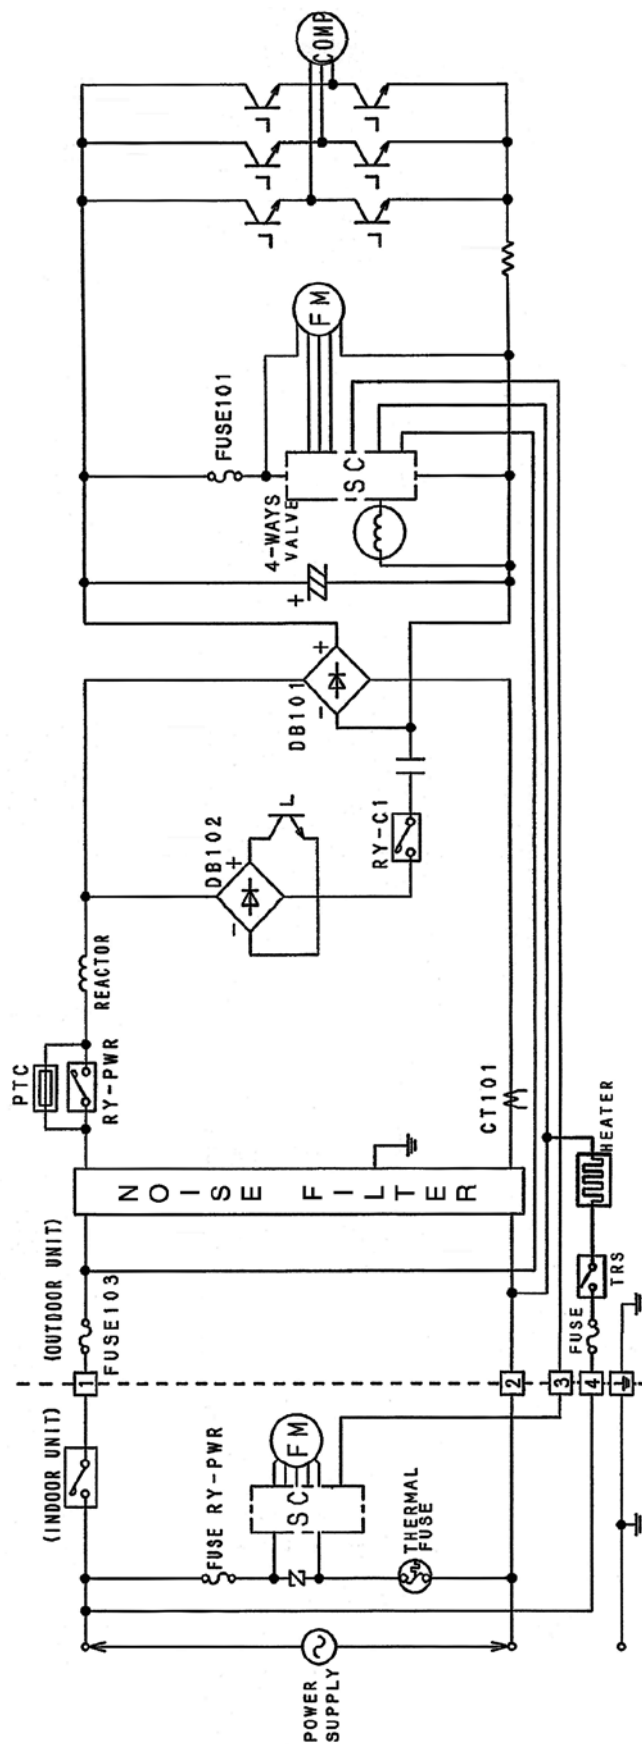 POWER
SUPPLY
(INDOOR UNIT)
FUSE RY-PWR
SC
FM
Z
THERMAL
FUSE
1
2
3
4
(OUTDOOR UNIT)
FUSE103
FUSE
TRS
HEATER
NOISE FILTER
PTC
RY-PWR
REACTOR
CT101
DB102
+
-
RY-C1
DB101
+
-
+
4-WAYS
VALVE
FUSE101
SC
FM
COMP